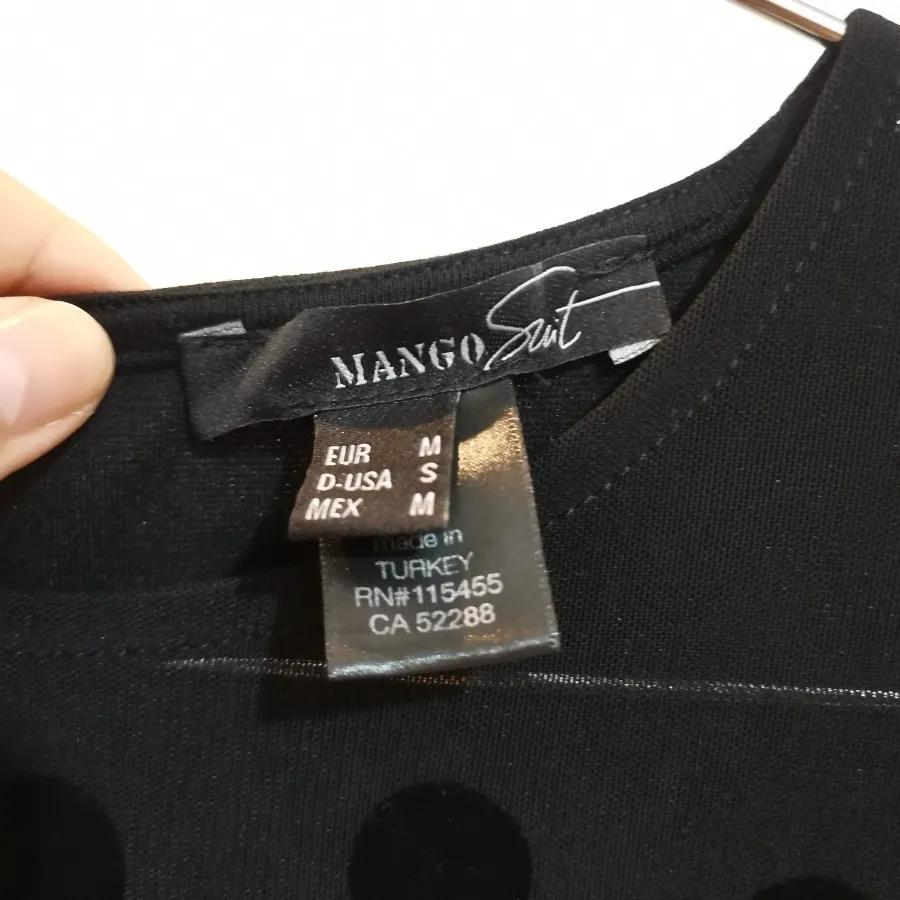 MANGO Suit
EUR M
D-USA S
MEX M
made in
TURKEY
RN#115455
CA 52288